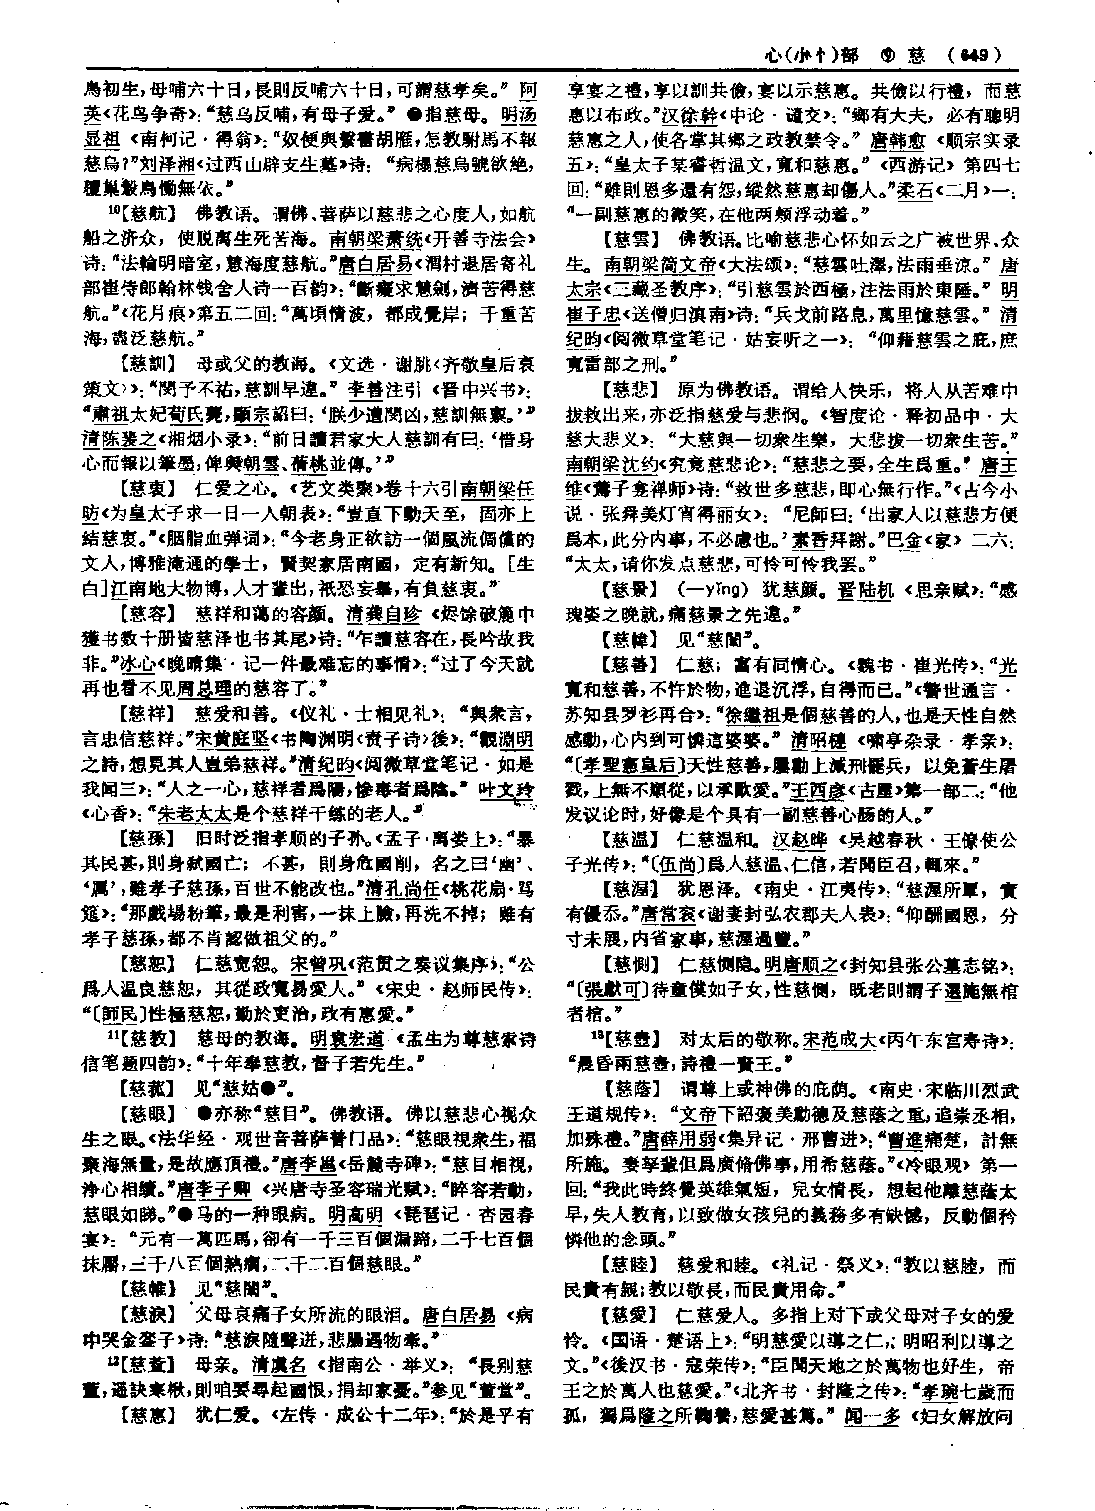 心(小忄)部 ⑨ 慈 (649)
鳥初生,母哺六十日,長則反哺六十日,可謂慈孝矣。” 阿
英《花鸟争奇》:“慈乌反哺,有母子爱。” ●指慈母。明汤
显祖《南柯记·得翁》:“奴便與繫書胡雁,怎教駙馬不報
慈烏?”刘泽湘《过西山辟支生墓》诗:“病榻慈烏號欲絶,
覆巢鷇鳥慟無依。”
10【慈航】 佛教语。谓佛、菩萨以慈悲之心度人,如航
船之济众,使脱离生死苦海。南朝梁萧统《开善寺法会》
诗:“法輪明暗室,慧海度慈航。”唐白居易《渭村退居寄礼
部崔侍郎翰林钱舍人诗一百韵》:“斷癡求慧劍,濟苦得慈
航。”《花月痕》第五二回:“萬頃情波,都成覺岸;千重苦
海,盡泛慈航。”
【慈訓】 母或父的教诲。《文选·谢朓〈齐敬皇后哀
策文〉》:“閔予不祐,慈訓早違。” 李善注引《晋中兴书》:
“肅祖太妃荀氏薨,顯宗詔曰:‘朕少遭閔凶,慈訓無禀。’”
清陈裴之《湘烟小录》:“前日讀君家大人慈訓有曰:‘惜身
心而報以筆墨,俾與朝雲、蒨桃並傳。’”
【慈衷】 仁爱之心。《艺文类聚》卷十六引南朝梁任
昉《为皇太子求一日一入朝表》:“豈直下動天至,固亦上
結慈衷。”《胭脂血弹词》:“今老身正欲訪一個風流倜儻的
文人,博雅淹通的學士,賢契家居南國,定有新知。[生
白]江南地大物博,人才輩出,祇恐妄舉,有負慈衷。”
【慈容】 慈祥和蔼的容颜。清龚自珍《烬馀破簏中
獲书数十册皆慈泽也书其尾》诗:“乍讀慈容在,長吟故我
非。”冰心《晚晴集·记一件最难忘的事情》:“过了今天就
再也看不见周总理的慈容了。”
【慈祥】 慈爱和善。《仪礼·士相见礼》:“與衆言,
言忠信慈祥。”宋黄庭坚《书陶渊明〈责子诗〉後》:“觀淵明
之詩,想見其人豈弟慈祥。”清纪昀《阅微草堂笔记·如是
我闻三》:“人之一心,慈祥者爲陽,慘毒者爲陰。” 叶文玲
《心香》:“朱老太太是个慈祥干练的老人。”
【慈孫】 旧时泛指孝顺的子孙。《孟子·离娄上》:“暴
其民甚,則身弑國亡;不甚,則身危國削,名之曰‘幽’、
‘厲’,雖孝子慈孫,百世不能改也。”清孔尚任《桃花扇·骂
筵》:“那戲場粉筆,最是利害,一抹上臉,再洗不掉;雖有
孝子慈孫,都不肯認做祖父的。”
【慈恕】 仁慈宽恕。宋曾巩《范贯之奏议集序》:“公
爲人温良慈恕,其從政寬易愛人。”《宋史·赵师民传》:
“〔師民〕性極慈恕,勤於吏治,政有惠愛。”
11【慈教】 慈母的教诲。明袁宏道《孟生为尊慈索诗
信笔题四韵》:“十年奉慈教,督子若先生。”
【慈菰】 见“慈姑●”。
【慈眼】 ●亦称“慈目”。佛教语。佛以慈悲心视众
生之眼。《法华经·观世音菩萨普门品》:“慈眼視衆生,福
聚海無量,是故應頂禮。”唐李邕《岳麓寺碑》:“慈目相視,
净心相續。”唐李子卿《兴唐寺圣容瑞光赋》:“睟容若動,
慈眼如睇。”●马的一种眼病。明高明《琵琶记·杏园春
宴》:“元有一萬匹馬,卻有一千三百個漏蹄,二千七百個
抹靨,三千八百個熟瘸,二千二百個慈眼。”
【慈帷】 见“慈闈”。
【慈淚】 父母哀痛子女所流的眼泪。唐白居易《病
中哭金銮子》诗:“慈淚隨聲迸,悲腸遇物牽。”
12【慈萱】 母亲。清虞名《指南公·举义》:“長别慈
萱,遥訣寒楸,則咱要尋起國恨,捐却家憂。”参见“萱堂”。
【慈惠】 犹仁爱。《左传·成公十二年》:“於是乎有
享宴之禮,享以訓共儉,宴以示慈惠。共儉以行禮,而慈
惠以布政。”汉徐幹《中论·谴交》:“鄉有大夫,必有聰明
慈惠之人,使各掌其鄉之政教禁令。” 唐韩愈《顺宗实录
五》:“皇太子某睿哲温文,寬和慈惠。”《西游记》第四七
回:“雖則恩多還有怨,縱然慈惠却傷人。”柔石《二月》一:
“一副慈惠的微笑,在他两颊浮动着。”
【慈雲】 佛教语。比喻慈悲心怀如云之广被世界、众
生。南朝梁简文帝《大法颂》:“慈雲吐澤,法雨垂凉。” 唐
太宗《三藏圣教序》:“引慈雲於西極,注法雨於東陲。” 明
崔子忠《送僧归滇南》诗:“兵戈前路息,萬里憶慈雲。” 清
纪昀《阅微草堂笔记·姑妄听之一》:“仰藉慈雲之庇,庶
寬雷部之刑。”
【慈悲】 原为佛教语。谓给人快乐,将人从苦难中
拔救出来,亦泛指慈爱与悲悯。《智度论·释初品中·大
慈大悲义》:“大慈與一切衆生樂,大悲拔一切衆生苦。”
南朝梁沈约《究竟慈悲论》:“慈悲之要,全生爲重。” 唐王
维《鹙子龛禅师》诗:“救世多慈悲,即心無行作。”《古今小
说·张舜美灯宵得丽女》:“尼師曰:‘出家人以慈悲方便
爲本,此分内事,不必慮也。’素香拜謝。”巴金《家》二六:
“太太,请你发点慈悲,可怜可怜我罢。”
【慈景】 (—yǐng) 犹慈颜。晋陆机《思亲赋》:“感
瑰姿之晚就,痛慈景之先違。”
【慈幃】 见“慈闈”。
【慈善】 仁慈;富有同情心。《魏书·崔光传》:“光
寬和慈善,不忤於物,進退沉浮,自得而已。”《警世通言·
苏知县罗衫再合》:“徐繼祖是個慈善的人,也是天性自然
感動,心内到可憐這婆婆。” 清昭槤《啸亭杂录·孝亲》:
“〔孝聖憲皇后〕天性慈善,屢勸上減刑罷兵,以免蒼生屠
戮,上無不順從,以承歡愛。”王西彦《古屋》第一部二:“他
发议论时,好像是个具有一副慈善心肠的人。”
【慈温】 仁慈温和。汉赵晔《吴越春秋·王僚使公
子光传》:“〔伍尚〕爲人慈温、仁信,若聞臣召,輒來。”
【慈渥】 犹恩泽。《南史·江夷传》:“慈渥所覃,實
有優忝。”唐常衮《谢妻封弘农郡夫人表》:“仰酬國恩,分
寸未展,内省家事,慈渥過豐。”
【慈惻】 仁慈恻隐。明唐顺之《封知县张公墓志铭》:
“〔張獻可〕待童僕如子女,性慈惻,既老則謂子選施無棺
者棺。”
13【慈壼】 对太后的敬称。宋范成大《丙午东宫寿诗》:
“晨昏兩慈壼,詩禮一賢王。”
【慈蔭】 谓尊上或神佛的庇荫。《南史·宋临川烈武
王道规传》:“文帝下詔褒美勳德及慈蔭之重,追崇丞相,
加殊禮。”唐薛用弱《集异记·邢曹进》:“曹進痛楚,計無
所施。妻孥輩但爲廣脩佛事,用希慈蔭。”《冷眼观》第一
回:“我此時終覺英雄氣短,兒女情長,想起他離慈蔭太
早,失人教育,以致做女孩兒的義務多有缺憾,反動個矜
憐他的念頭。”
【慈睦】 慈爱和睦。《礼记·祭义》:“教以慈睦,而
民貴有親;教以敬長,而民貴用命。”
【慈愛】 仁慈爱人。多指上对下或父母对子女的爱
怜。《国语·楚语上》:“明慈愛以導之仁,明昭利以導之
文。”《後汉书·寇荣传》:“臣聞天地之於萬物也好生,帝
王之於萬人也慈愛。”《北齐书·封隆之传》:“孝琬七歲而
孤,獨爲隆之所鞠養,慈愛甚篤。” 闻一多《妇女解放问